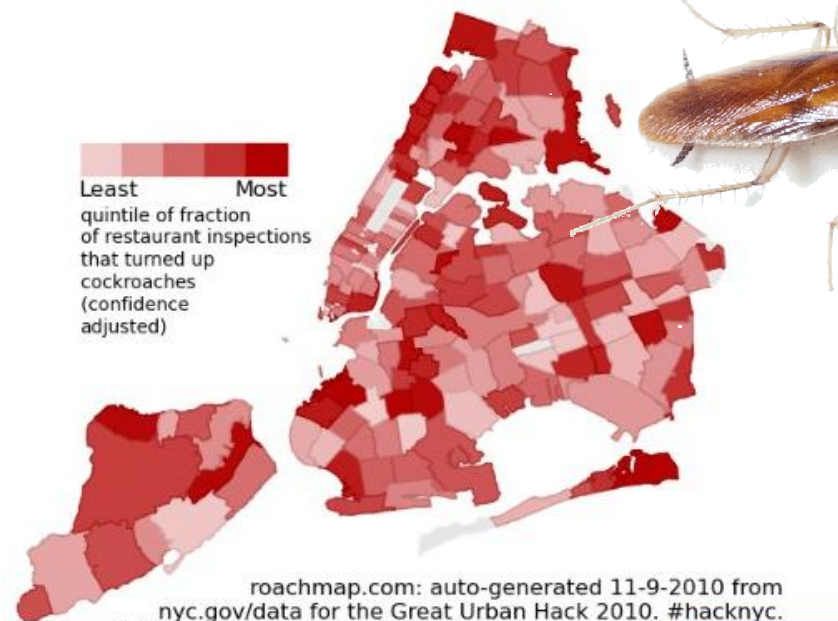 Least Most
quintile of fraction
of restaurant inspections
that turned up
cockroaches
(confidence
adjusted)
roachmap.com: auto-generated 11-9-2010 from
nyc.gov/data for the Great Urban Hack 2010. #hacknyc.